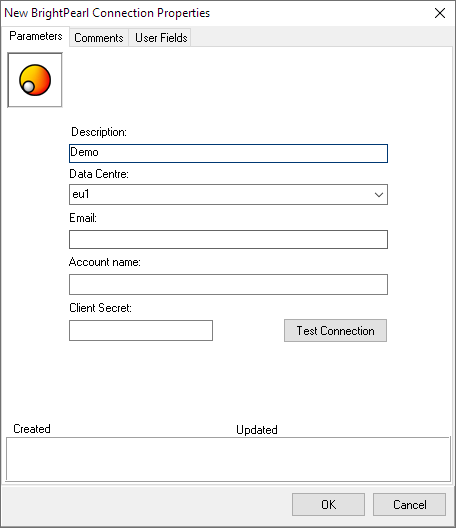 New BrightPearl Connection Properties
Parameters Comments User Fields
Description:
Demo
Data Centre:
eu1
Email:
Account name:
Client Secret:
Test Connection
Created Updated
OK Cancel